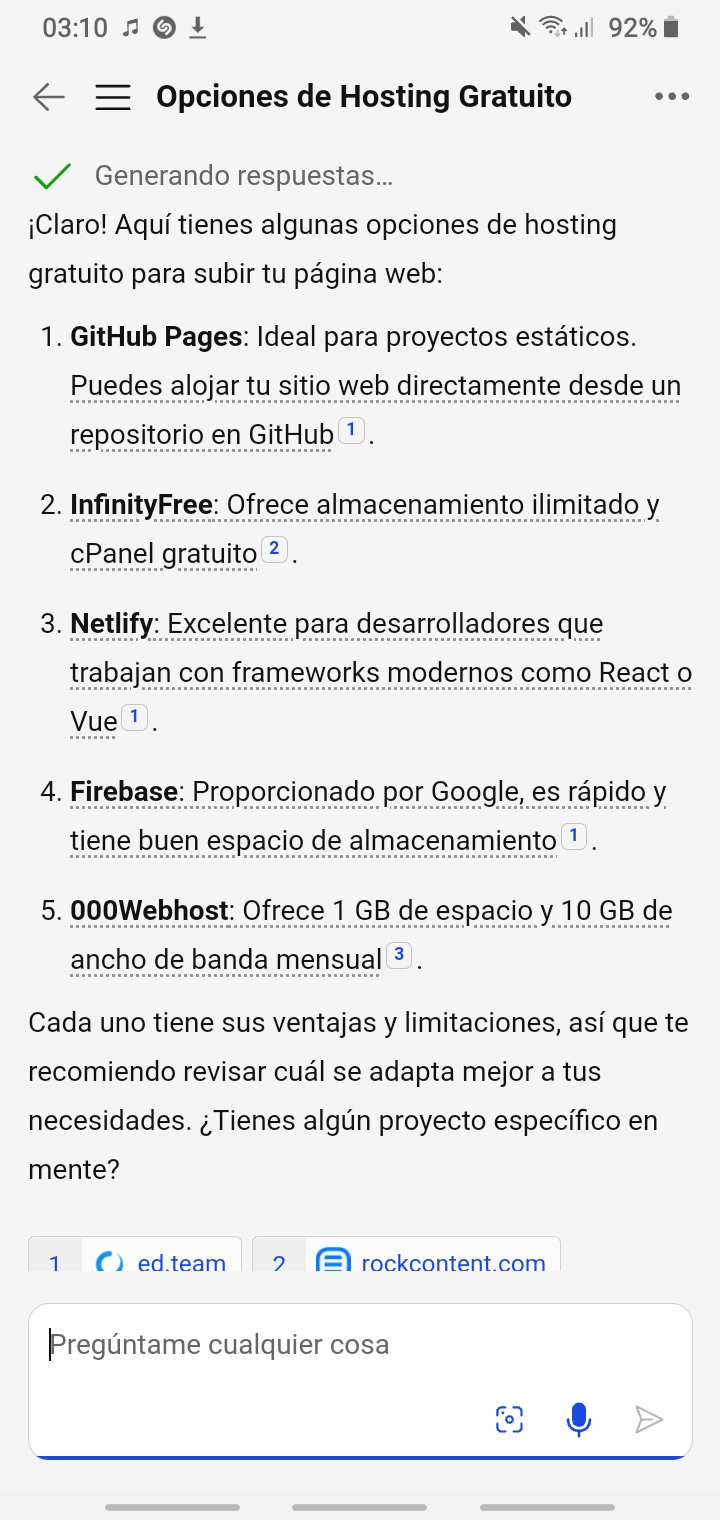 03:10
92%
Opciones de Hosting Gratuito
Generando respuestas...
¡Claro! Aquí tienes algunas opciones de hosting
gratuito para subir tu página web:
1. GitHub Pages: Ideal para proyectos estáticos.
Puedes alojar tu sitio web directamente desde un
repositorio en GitHub 1 .
2. InfinityFree: Ofrece almacenamiento ilimitado y
cPanel gratuito 2 .
3. Netlify: Excelente para desarrolladores que
trabajan con frameworks modernos como React o
Vue 1 .
4. Firebase: Proporcionado por Google, es rápido y
tiene buen espacio de almacenamiento 1 .
5. 000Webhost: Ofrece 1 GB de espacio y 10 GB de
ancho de banda mensual 3 .
Cada uno tiene sus ventajas y limitaciones, así que te
recomiendo revisar cuál se adapta mejor a tus
necesidades. ¿Tienes algún proyecto específico en
mente?
1 ed.team 2 rockcontent.com
Pregúntame cualquier cosa